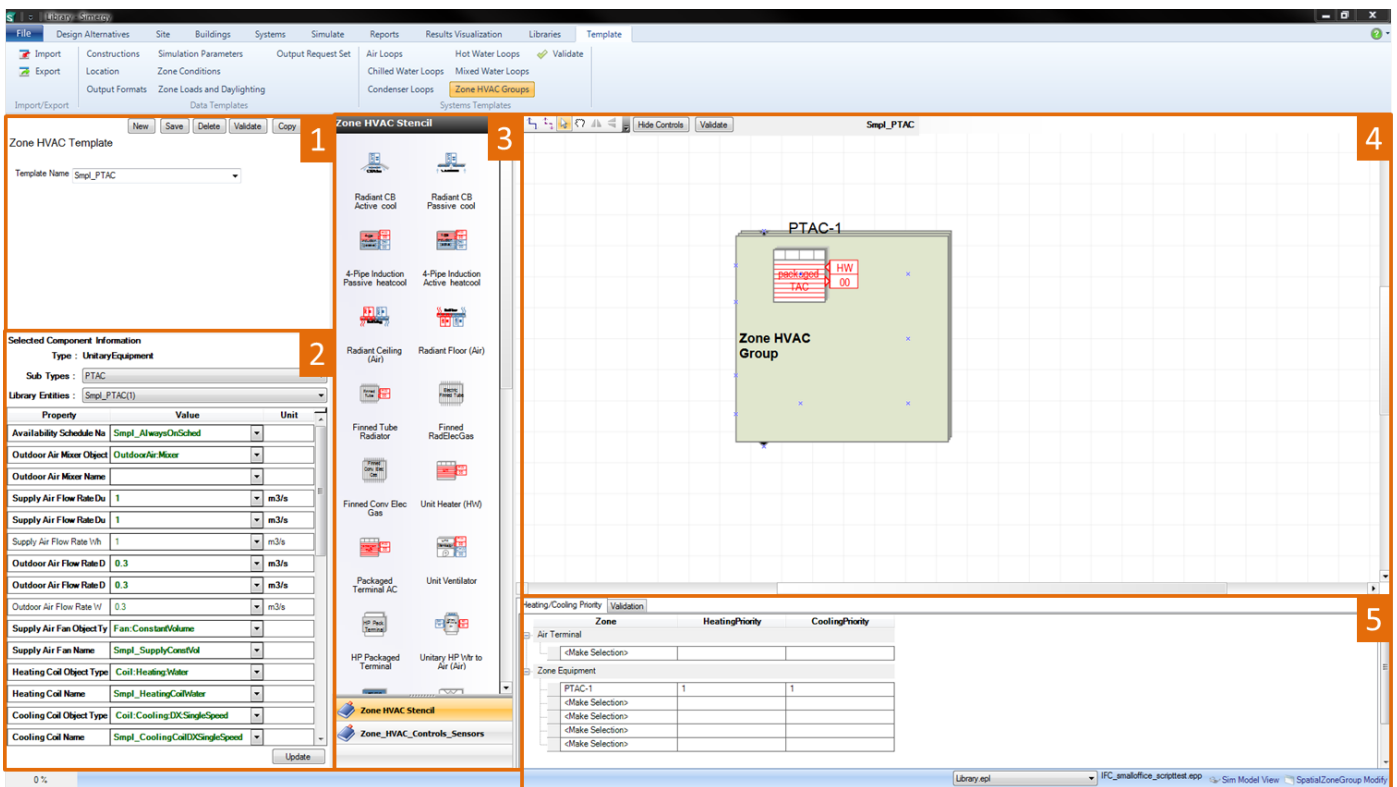 Library - Simergy
File Design Alternatives Site Buildings Systems Simulate Reports Results Visualization Libraries Template
Import Constructions Simulation Parameters Output Request Set Air Loops Hot Water Loops Validate
Export Location Zone Conditions Chilled Water Loops Mixed Water Loops
Output Formats Zone Loads and Daylighting Condenser Loops Zone HVAC Groups
Import/Export Data Templates Systems Templates
New Save Delete Validate Copy
1
Zone HVAC Template
Template Name Smpl_PTAC
Selected Component Information
2
Type : UnitaryEquipment
Sub Types : PTAC
Library Entities : Smpl_PTAC(1)
Property Value Unit
Availability Schedule Na Smpl_AlwaysOnSched
Outdoor Air Mixer Object OutdoorAir:Mixer
Outdoor Air Mixer Name
Supply Air Flow Rate Du 1 m3/s
Supply Air Flow Rate Du 1 m3/s
Supply Air Flow Rate Wh 1 m3/s
Outdoor Air Flow Rate D 0.3 m3/s
Outdoor Air Flow Rate D 0.3 m3/s
Outdoor Air Flow Rate W 0.3 m3/s
Supply Air Fan Object Ty Fan:ConstantVolume
Supply Air Fan Name Smpl_SupplyConstVol
Heating Coil Object Type Coil:Heating:Water
Heating Coil Name Smpl_HeatingCoilWater
Cooling Coil Object Type Coil:Cooling:DX:SingleSpeed
Cooling Coil Name Smpl_CoolingCoilDXSingleSpeed
Update
Zone HVAC Stencil
3
Radiant CB Active cool
Radiant CB Passive cool
4-Pipe Induction Passive heatcool
4-Pipe Induction Active heatcool
Radiant Ceiling (Air)
Radiant Floor (Air)
Finned Tube Radiator
Finned RadElecGas
Finned Conv Elec Gas
Unit Heater (HW)
Packaged Terminal AC
Unit Ventilator
HP Packaged Terminal
Unitary HP Wtr to Air (Air)
Zone HVAC Stencil
Zone_HVAC_Controls_Sensors
Hide Controls Validate Smpl_PTAC
4
PTAC-1
packaged TAC
HW
00
Zone HVAC
Group
Heating/Cooling Priority Validation
5
Zone HeatingPriority CoolingPriority
Air Terminal
<Make Selection>
Zone Equipment
PTAC-1 1 1
<Make Selection>
<Make Selection>
<Make Selection>
<Make Selection>
0 % Library.epl IFC_smalloffice_scripttest.epp Sim Model View SpatialZoneGroup Modify